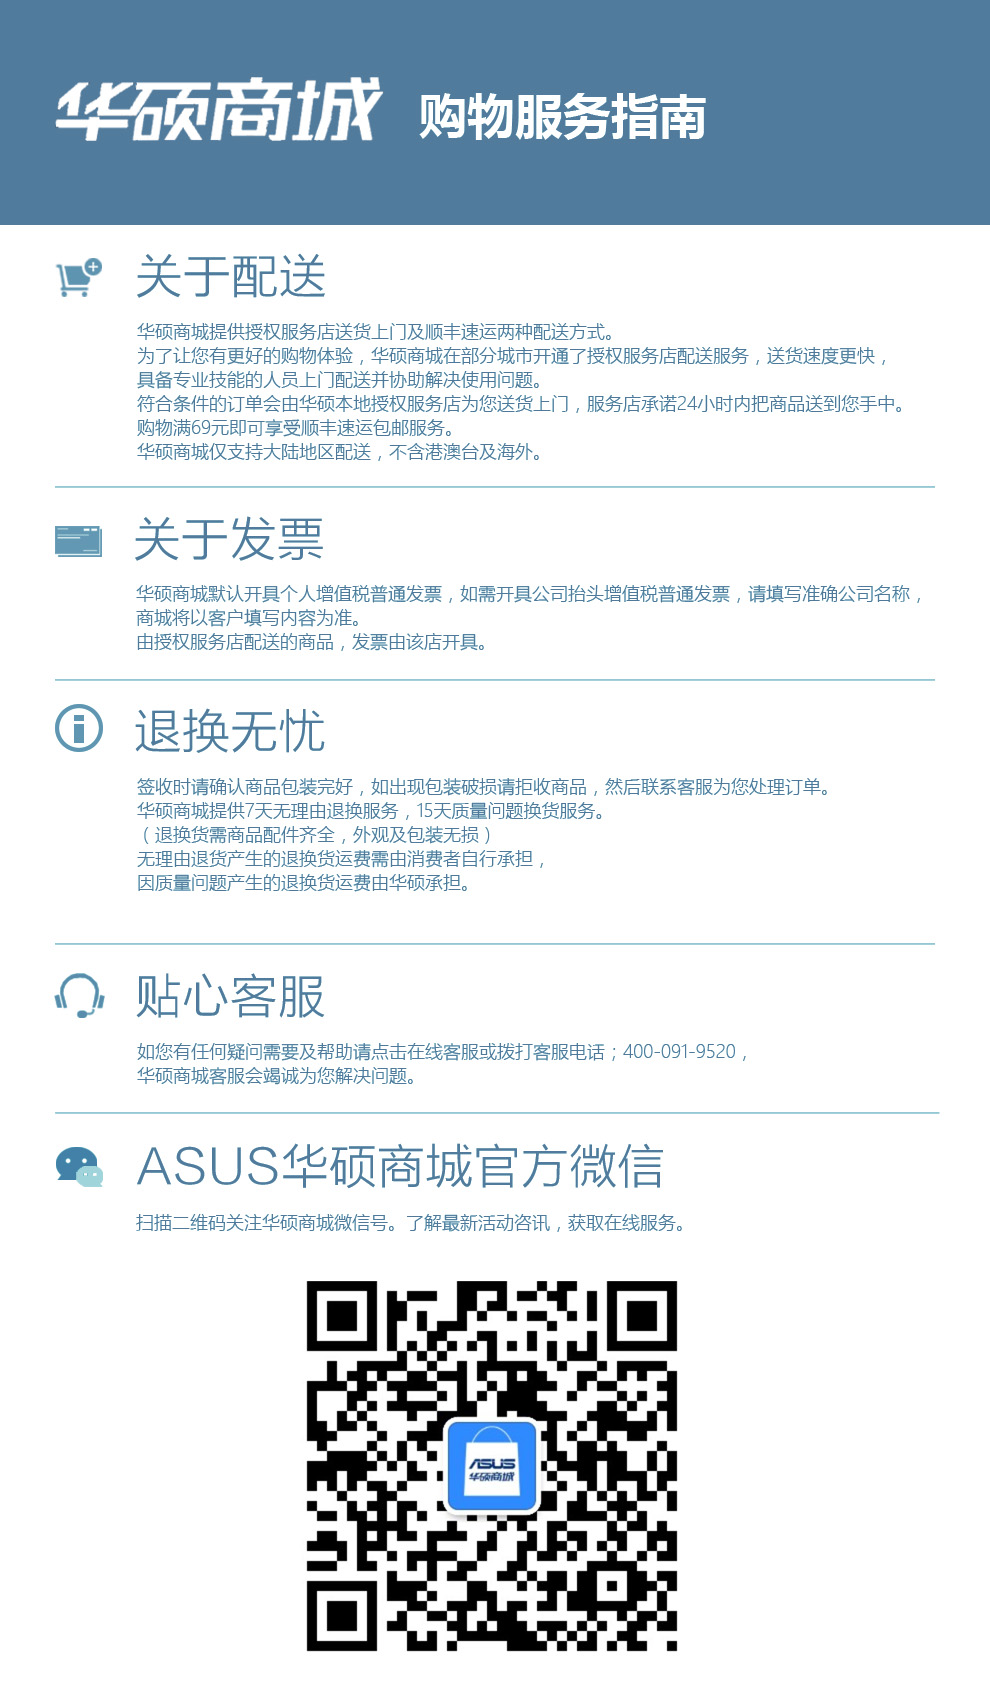 华硕商城 购物服务指南
关于配送
华硕商城提供授权服务店送货上门及顺丰速运两种配送方式。
为了让您有更好的购物体验，华硕商城在部分城市开通了授权服务店配送服务，送货速度更快，
具备专业技能的人员上门配送并协助解决使用问题。
符合条件的订单会由华硕本地授权服务店为您送货上门，服务店承诺24小时内把商品送到您手中。
购物满69元即可享受顺丰速运包邮服务。
华硕商城仅支持大陆地区配送，不含港澳台及海外。
关于发票
华硕商城默认开具个人增值税普通发票，如需开具公司抬头增值税普通发票，请填写准确公司名称，
商城将以客户填写内容为准。
由授权服务店配送的商品，发票由该店开具。
退换无忧
签收时请确认商品包装完好，如出现包装破损请拒收商品，然后联系客服为您处理订单。
华硕商城提供7天无理由退换服务，15天质量问题换货服务。
（退换货需商品配件齐全，外观及包装无损）
无理由退货产生的退换货运费需由消费者自行承担，
因质量问题产生的退换货运费由华硕承担。
贴心客服
如您有任何疑问需要及帮助请点击在线客服或拨打客服电话；400-091-9520，
华硕商城客服会竭诚为您解决问题。
ASUS华硕商城官方微信
扫描二维码关注华硕商城微信号。了解最新活动咨讯，获取在线服务。
ASUS
华硕商城